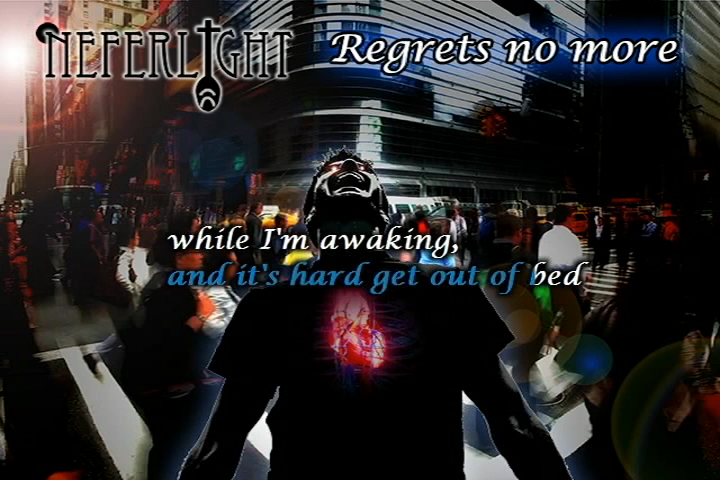 NEFERLIGHT
Regrets no more
while I'm awaking,
and it's hard get out of bed